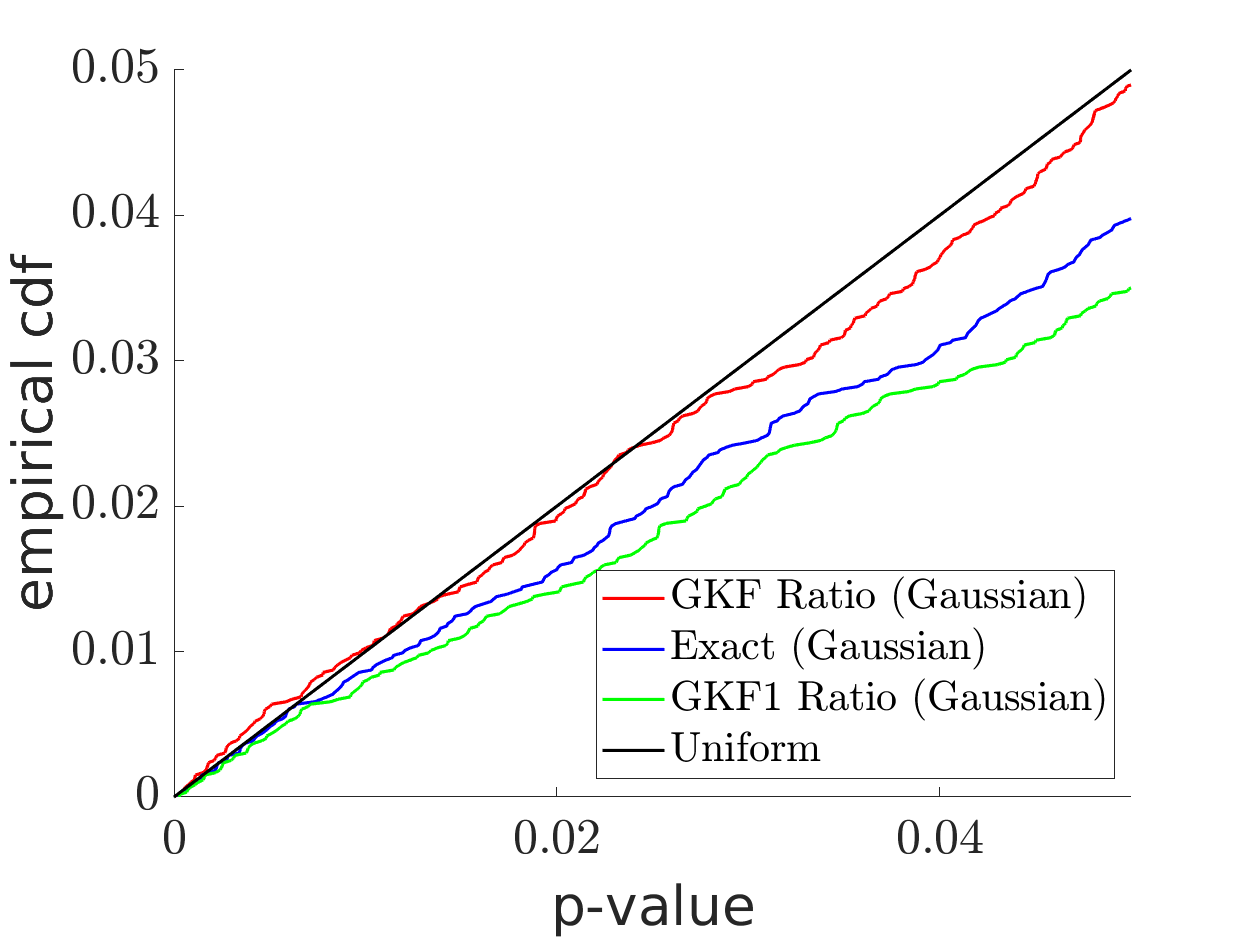 0.05
0.04
0.03
0.02
0.01
0
empirical cdf
GKF Ratio (Gaussian)
Exact (Gaussian)
GKF1 Ratio (Gaussian)
Uniform
0
0.02
0.04
p-value